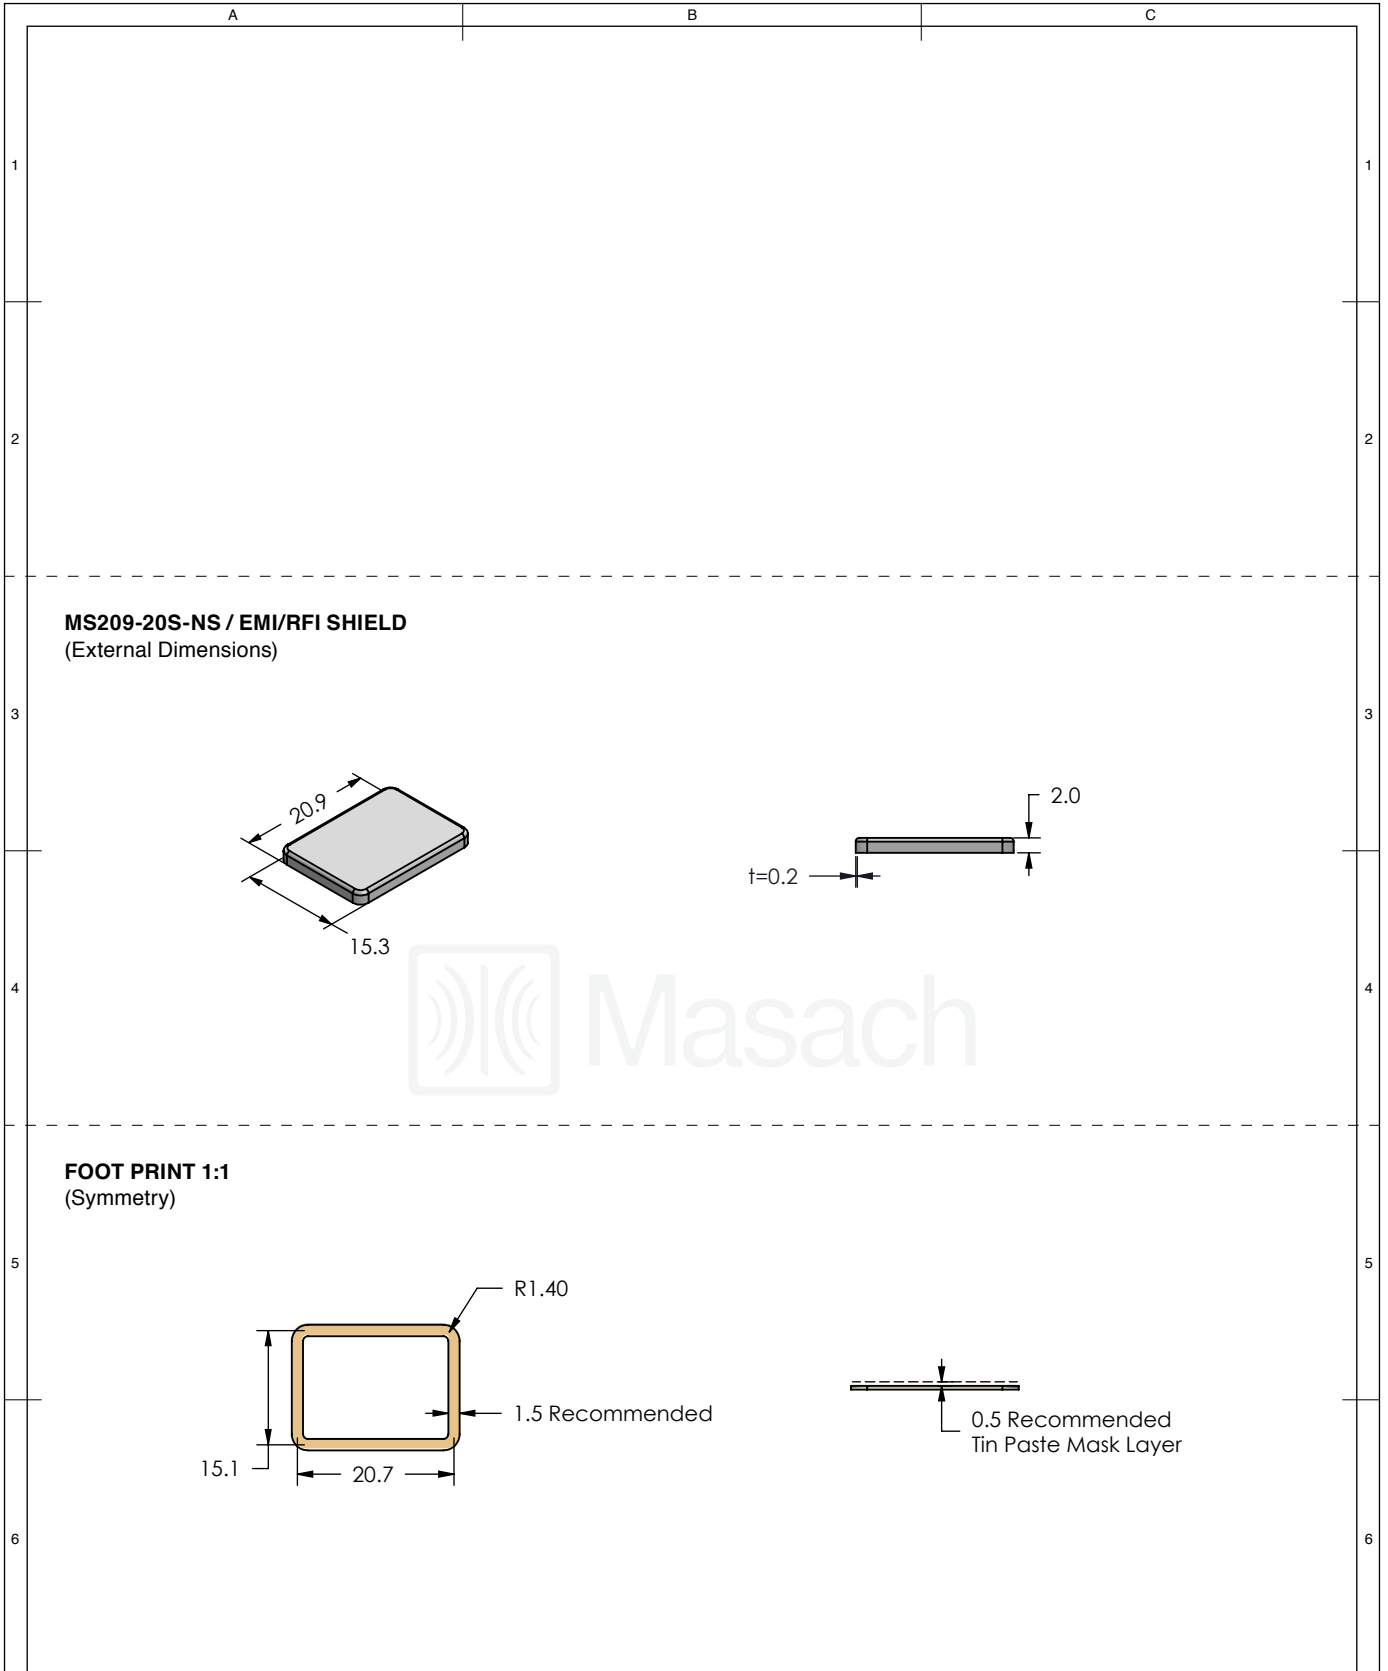 A B C
1 1
2 2
MS209-20S-NS / EMI/RFI SHIELD
(External Dimensions)
3 3
20.9
2.0
t=0.2
15.3
Masach
4 4
FOOT PRINT 1:1
(Symmetry)
5 5
R1.40
1.5 Recommended
0.5 Recommended
Tin Paste Mask Layer
15.1
20.7
6 6